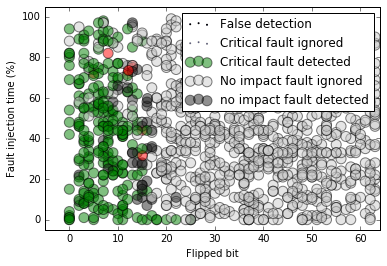 100
80
60
40
20
0
Fault injection time (%)
False detection
Critical fault ignored
Critical fault detected
No impact fault ignored
no impact fault detected
0 10 20 30 40 50 60
Flipped bit